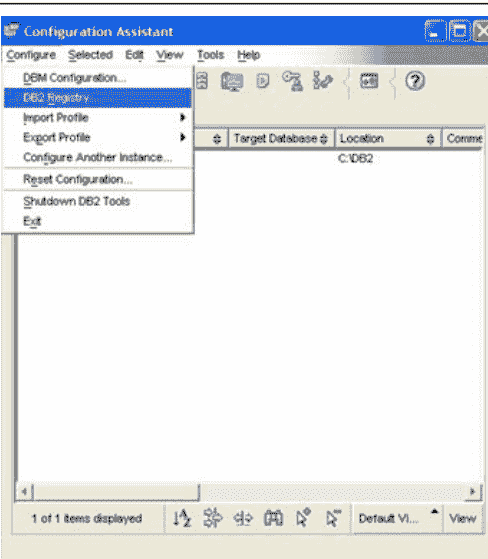 Configuration Assistant
Configure Selected Edit View Tools Help
DBM Configuration...
DB2 Registry...
Import Profile
Export Profile
Configure Another Instance...
Reset Configuration...
Shutdown DB2 Tools
Exit
Target Database Location Comme
C:\DB2
1 of 1 items displayed Default Vi... View